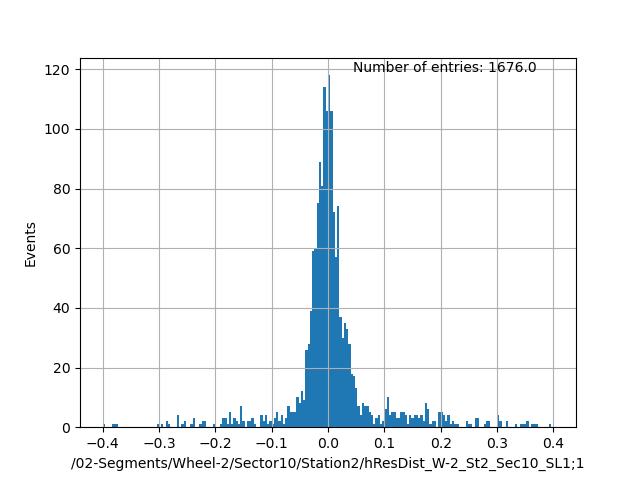 Number of entries: 1676.0
120
100
80
60
40
20
0
Events
−0.4 −0.3 −0.2 −0.1 0.0 0.1 0.2 0.3 0.4
/02-Segments/Wheel-2/Sector10/Station2/hResDist_W-2_St2_Sec10_SL1;1